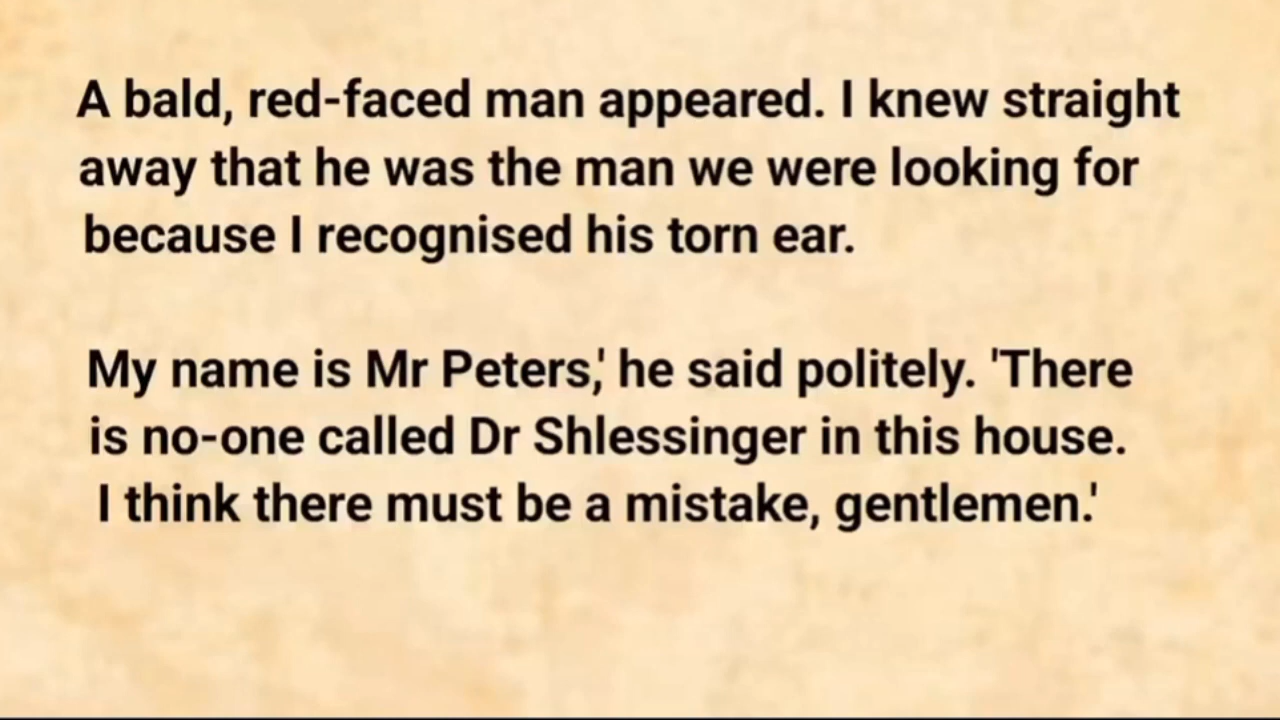 A bald, red-faced man appeared. I knew straight
away that he was the man we were looking for
because I recognised his torn ear.
My name is Mr Peters,' he said politely. 'There
is no-one called Dr Shlessinger in this house.
I think there must be a mistake, gentlemen.'